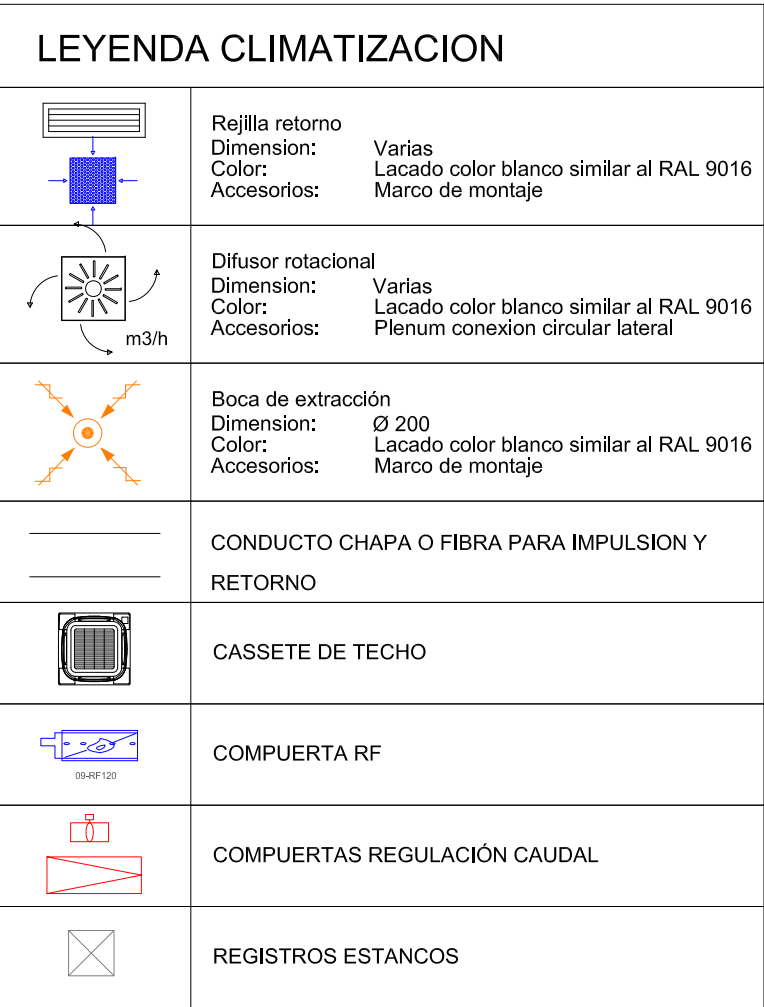 LEYENDA CLIMATIZACION
Rejilla retorno
Dimension: Varias
Color: Lacado color blanco similar al RAL 9016
Accesorios: Marco de montaje
Difusor rotacional
Dimension: Varias
Color: Lacado color blanco similar al RAL 9016
Accesorios: Plenum conexion circular lateral
m3/h
Boca de extracción
Dimension: Ø 200
Color: Lacado color blanco similar al RAL 9016
Accesorios: Marco de montaje
CONDUCTO CHAPA O FIBRA PARA IMPULSION Y
RETORNO
CASSETE DE TECHO
COMPUERTA RF
09-RF120
COMPUERTAS REGULACIÓN CAUDAL
REGISTROS ESTANCOS